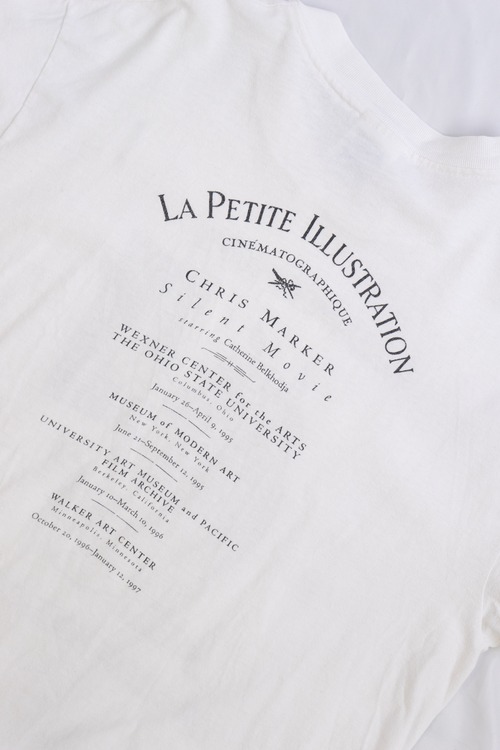 LA PETITE ILLUSTRATION
CINÉMATOGRAPHIQUE
CHRIS MARKER
Silent Movie
starring Catherine Belkhodja
WEXNER CENTER for the ARTS
THE OHIO STATE UNIVERSITY
Columbus, Ohio
January 26–April 9, 1995
MUSEUM of MODERN ART
New York, New York
June 21–September 12, 1995
UNIVERSITY ART MUSEUM and PACIFIC
FILM ARCHIVE
Berkeley, California
January 10–March 10, 1996
WALKER ART CENTER
Minneapolis, Minnesota
October 20, 1996–January 12, 1997